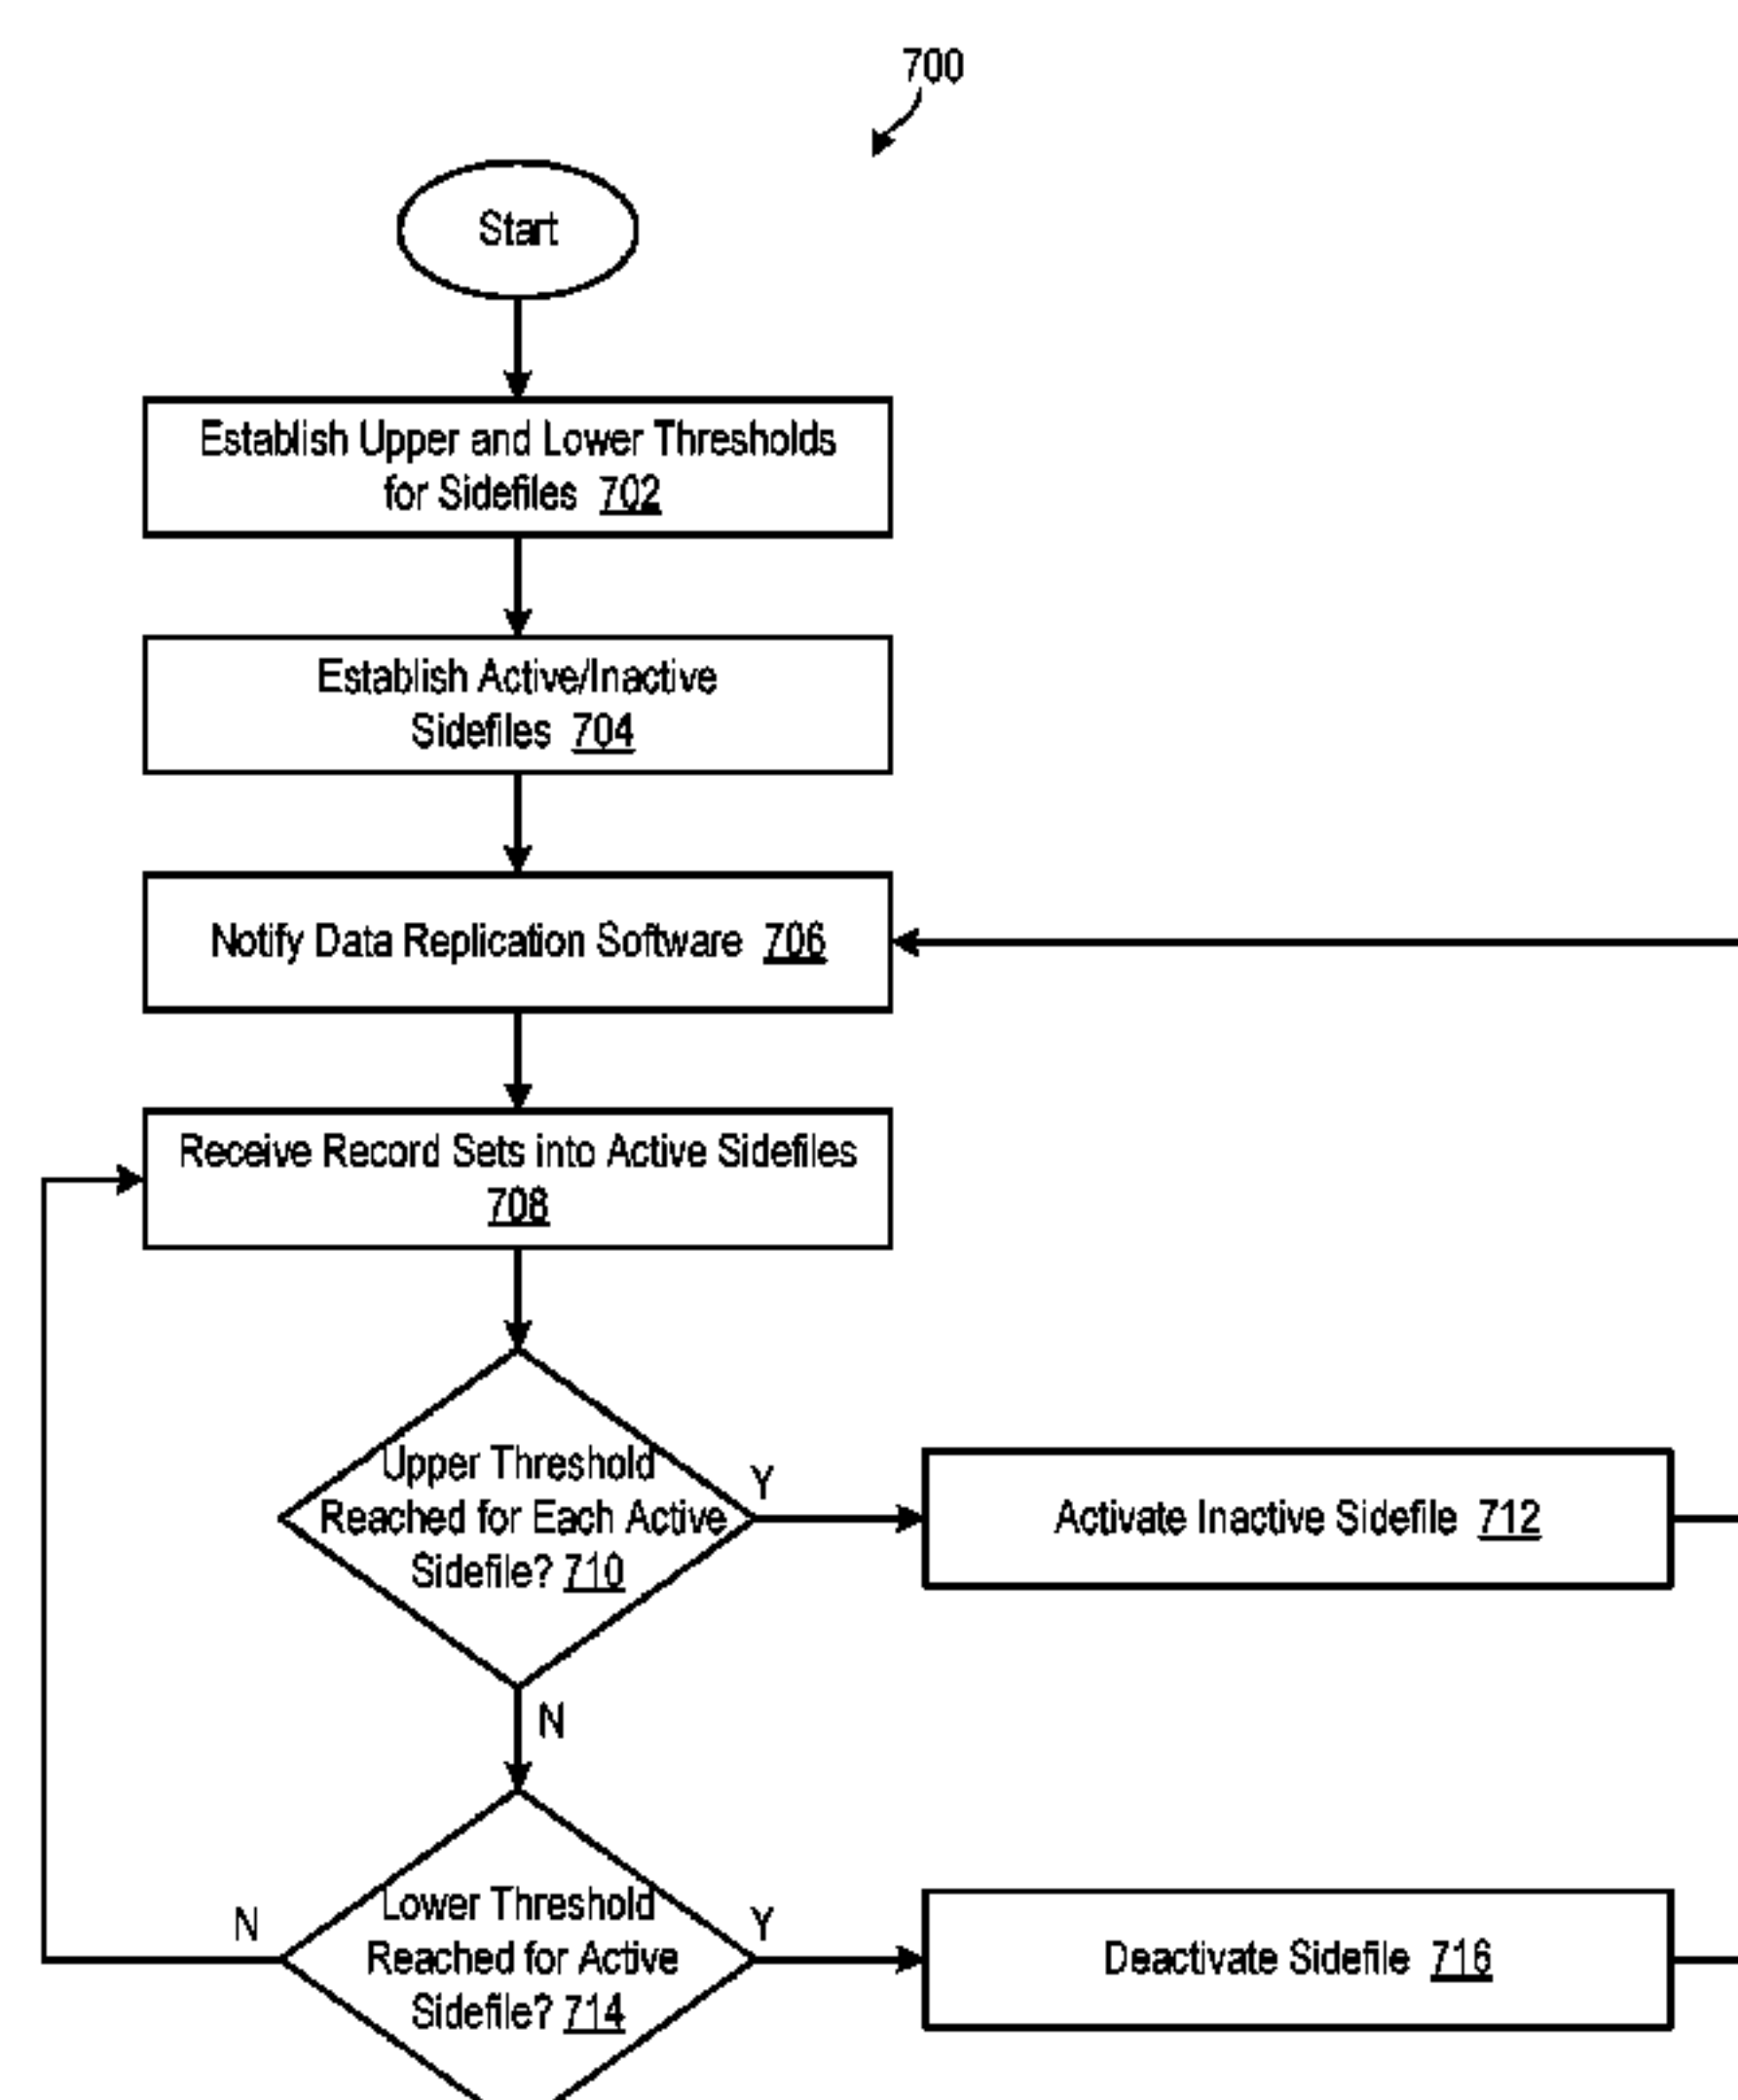 700
Start
Establish Upper and Lower Thresholds
for Sidefiles 702
Establish Active/Inactive
Sidefiles 704
Notify Data Replication Software 706
Receive Record Sets into Active Sidefiles
708
Upper Threshold
Reached for Each Active
Sidefile? 710
Y
Activate Inactive Sidefile 712
N
Lower Threshold
Reached for Active
Sidefile? 714
N
Y
Deactivate Sidefile 716